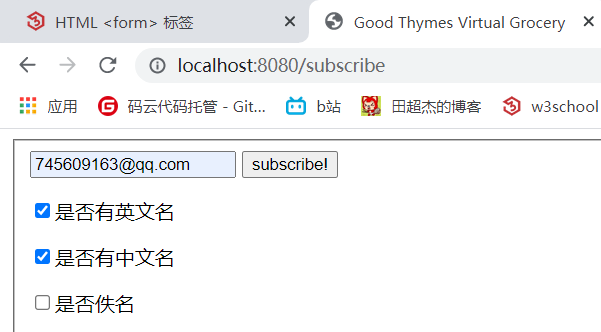 HTML <form> 标签
Good Thymes Virtual Grocery
localhost:8080/subscribe
应用 码云代码托管 - Git... b站 田超杰的博客 w3school
745609163@qq.com subscribe!
是否有英文名
是否有中文名
是否佚名